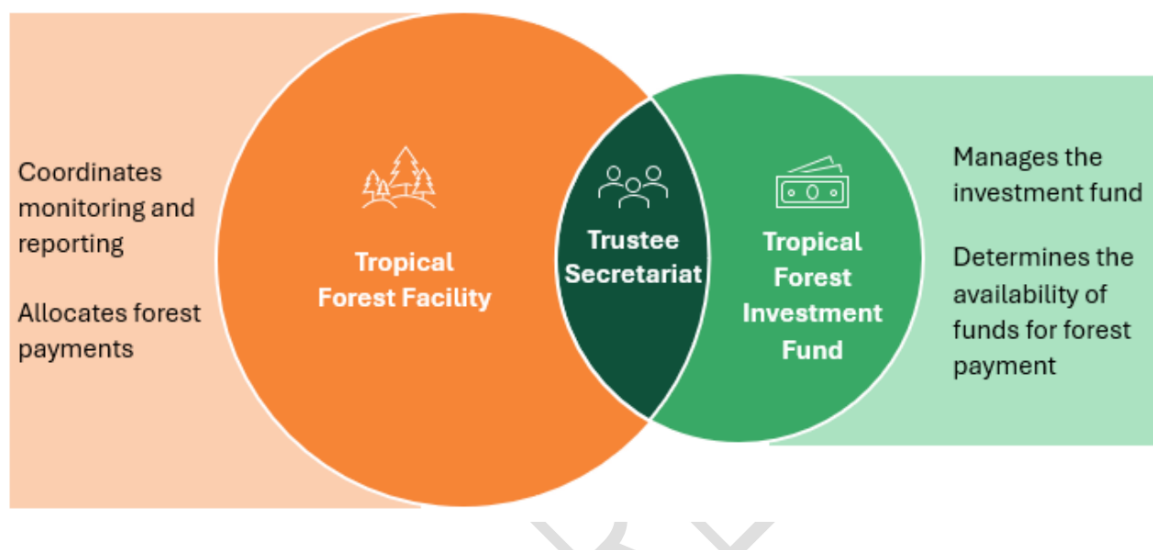 Coordinates
monitoring and
reporting
Allocates forest
payments
Tropical
Forest Facility
Trustee
Secretariat
Tropical
Forest
Investment
Fund
Manages the
investment fund
Determines the
availability of
funds for forest
payment